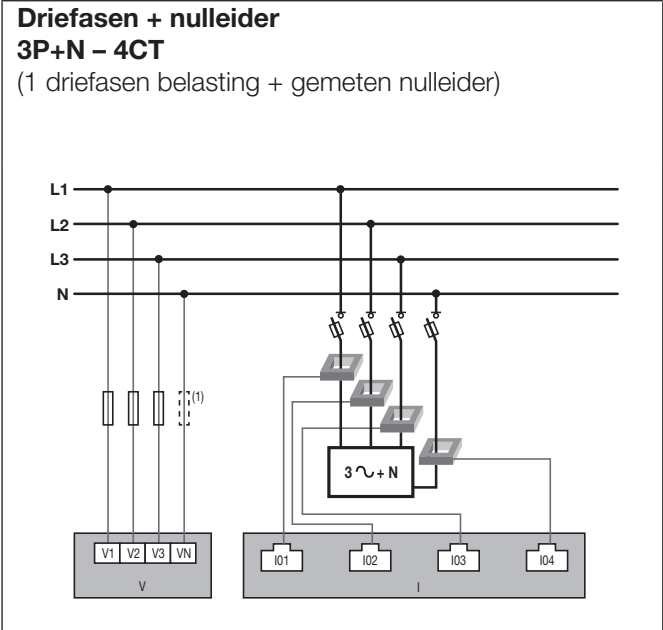 Driefasen + nulleider
3P+N – 4CT
(1 driefasen belasting + gemeten nulleider)
L1
L2
L3
N
(1)
3 ∿ + N
V1 V2 V3 VN
V
I01 I02 I03 I04
I